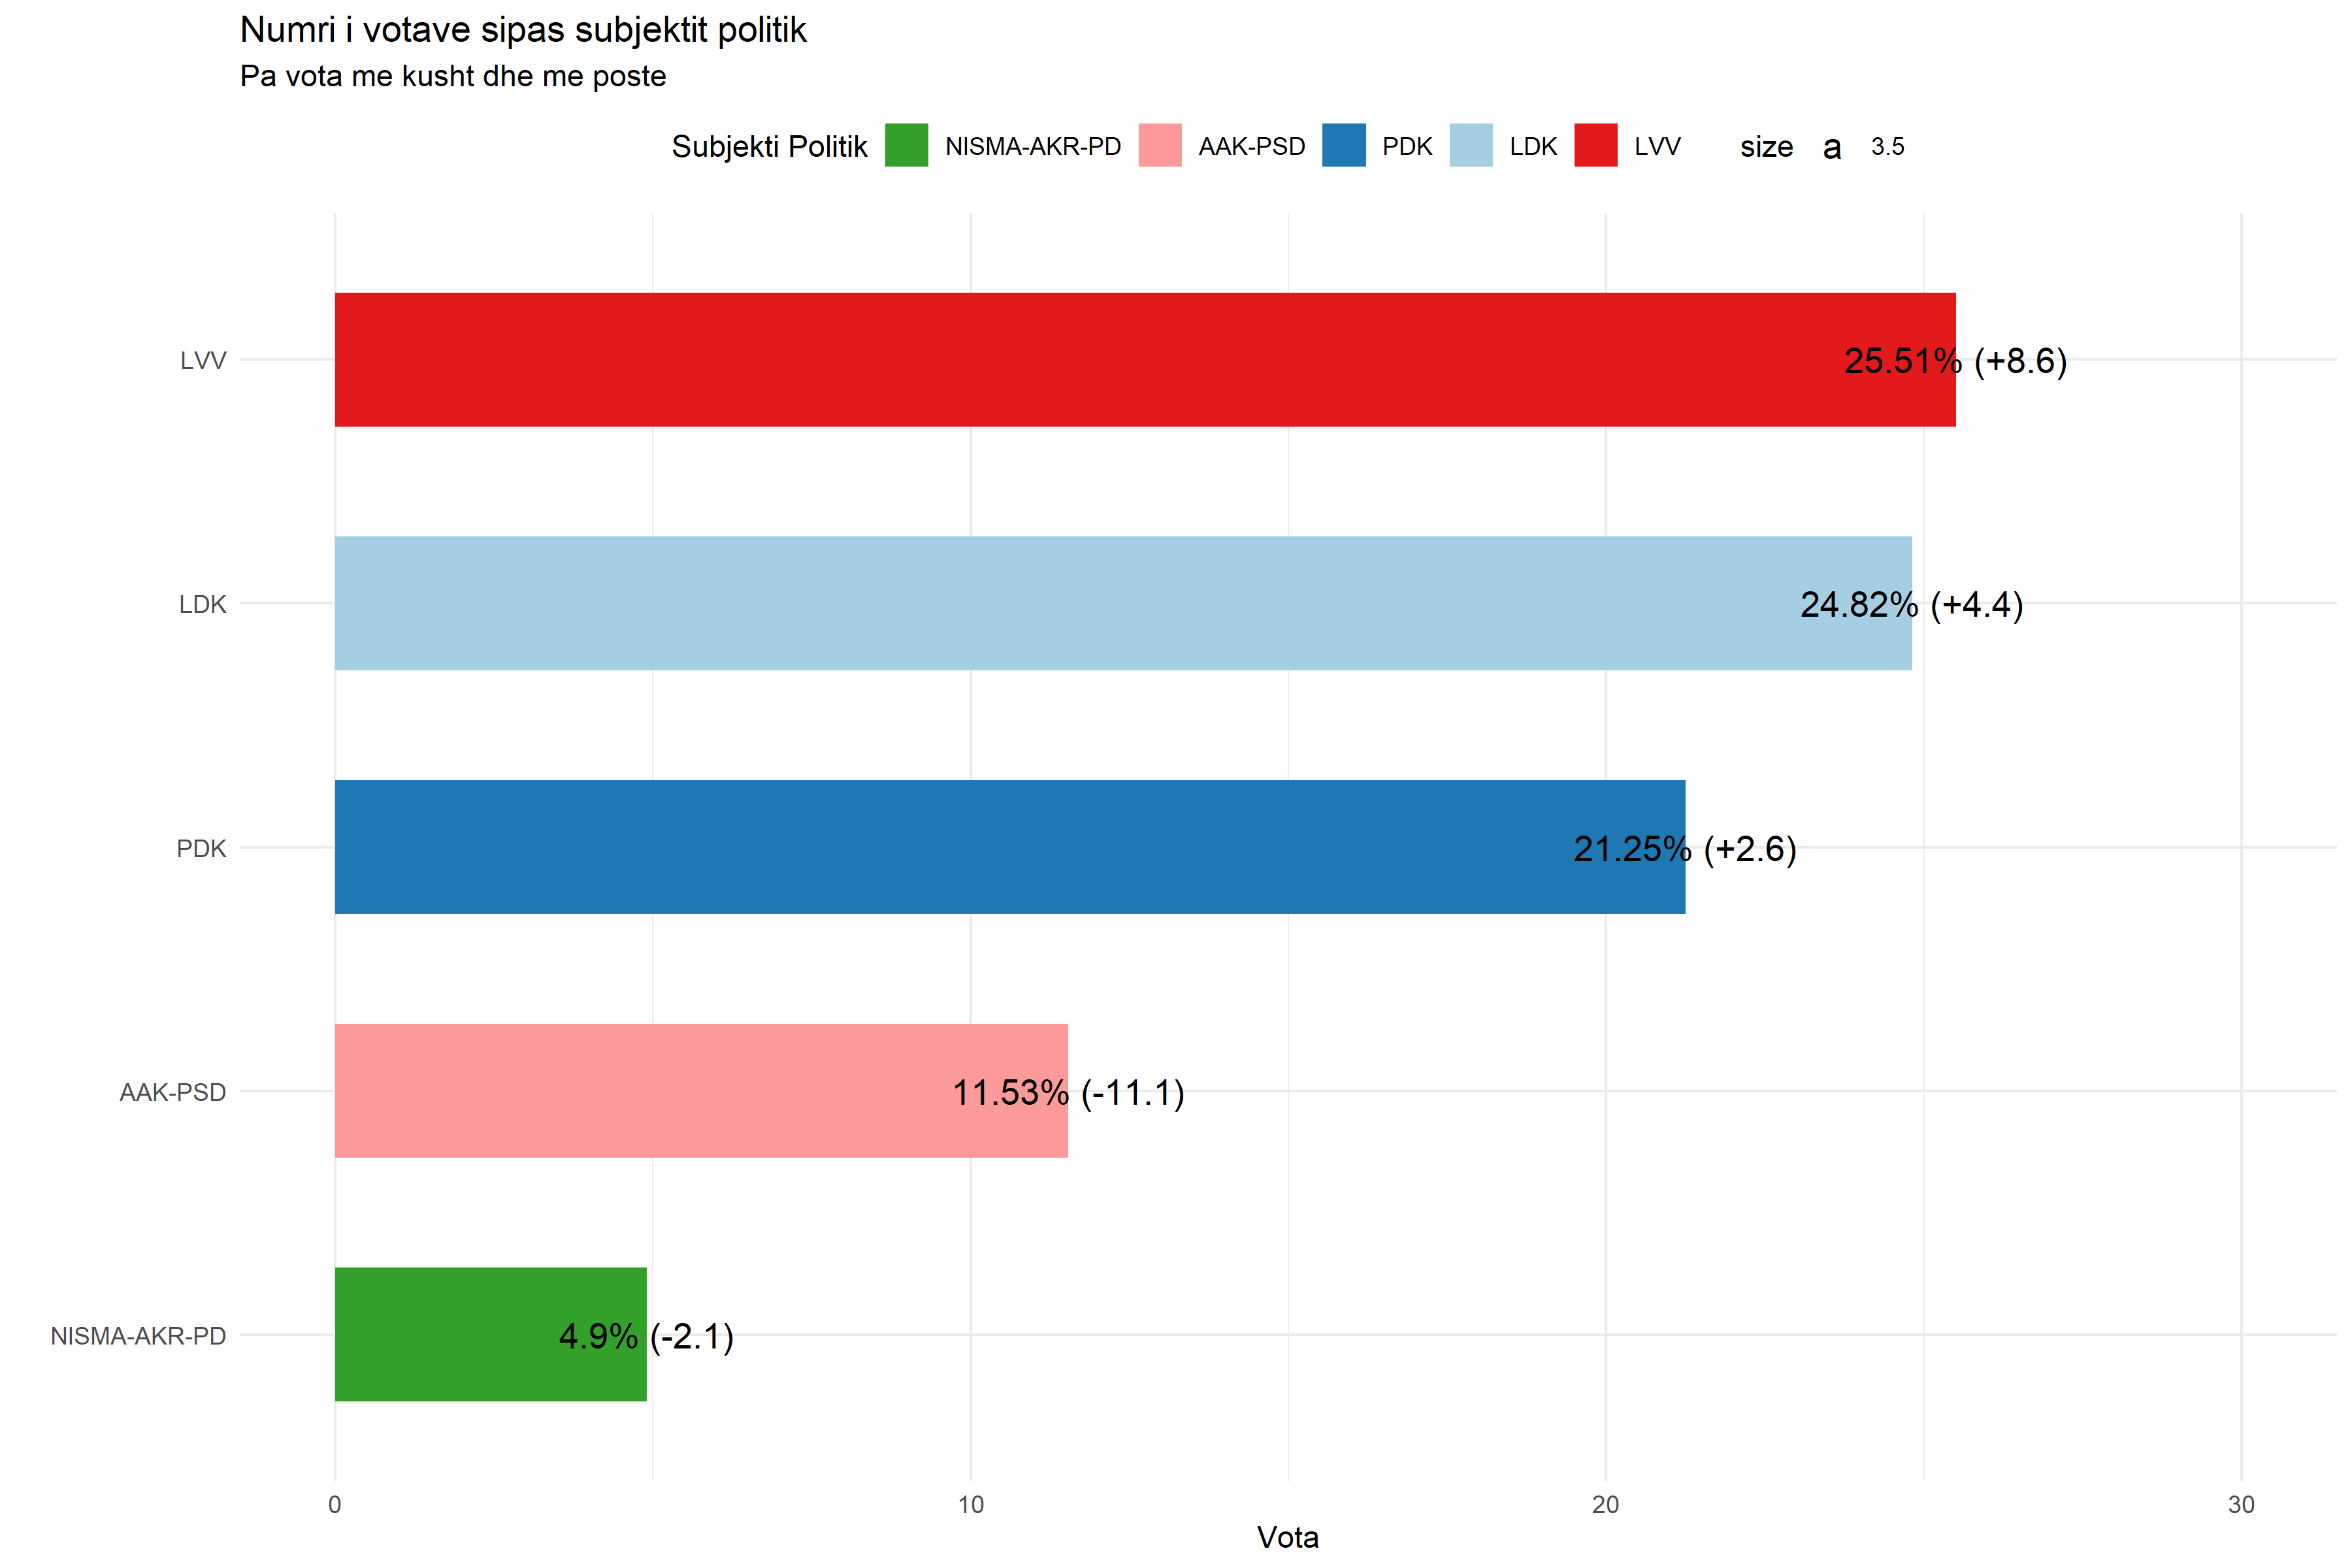 Numri i votave sipas subjektit politik
Pa vota me kusht dhe me poste
Subjekti Politik NISMA-AKR-PD AAK-PSD PDK LDK LVV size a 3.5
LVV 25.51% (+8.6)
LDK 24.82% (+4.4)
PDK 21.25% (+2.6)
AAK-PSD 11.53% (-11.1)
NISMA-AKR-PD 4.9% (-2.1)
0 10 20 30
Vota